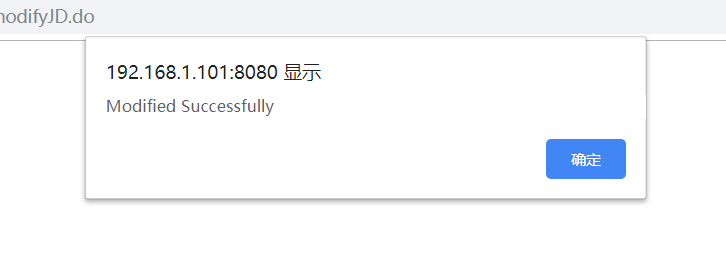 modifyJD.do
192.168.1.101:8080 显示
Modified Successfully
确定